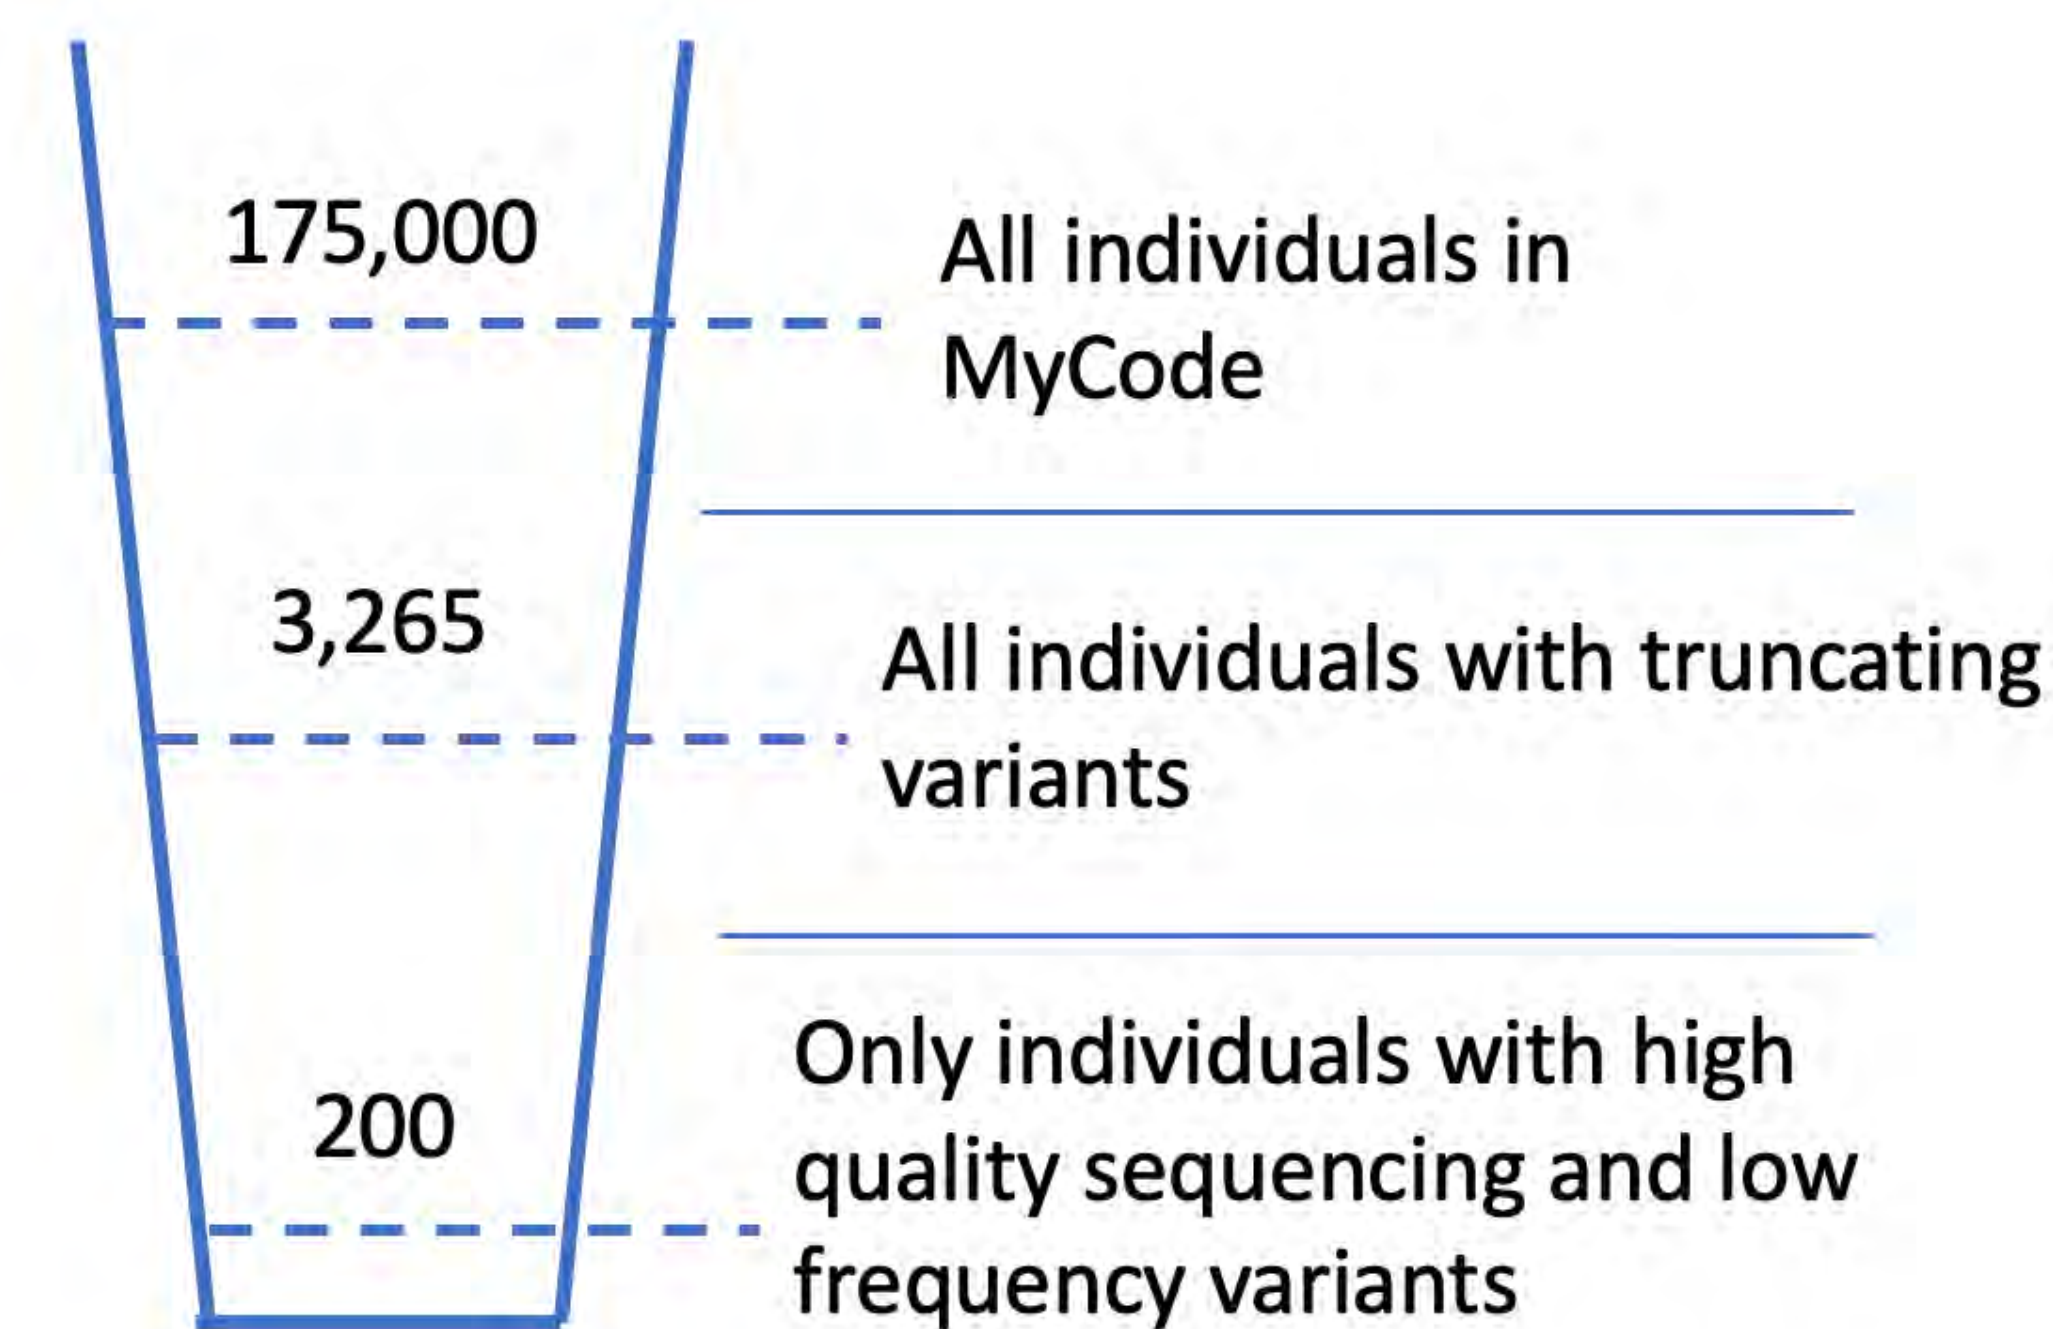 175,000
All individuals in
MyCode
3,265
All individuals with truncating
variants
200
Only individuals with high
quality sequencing and low
frequency variants